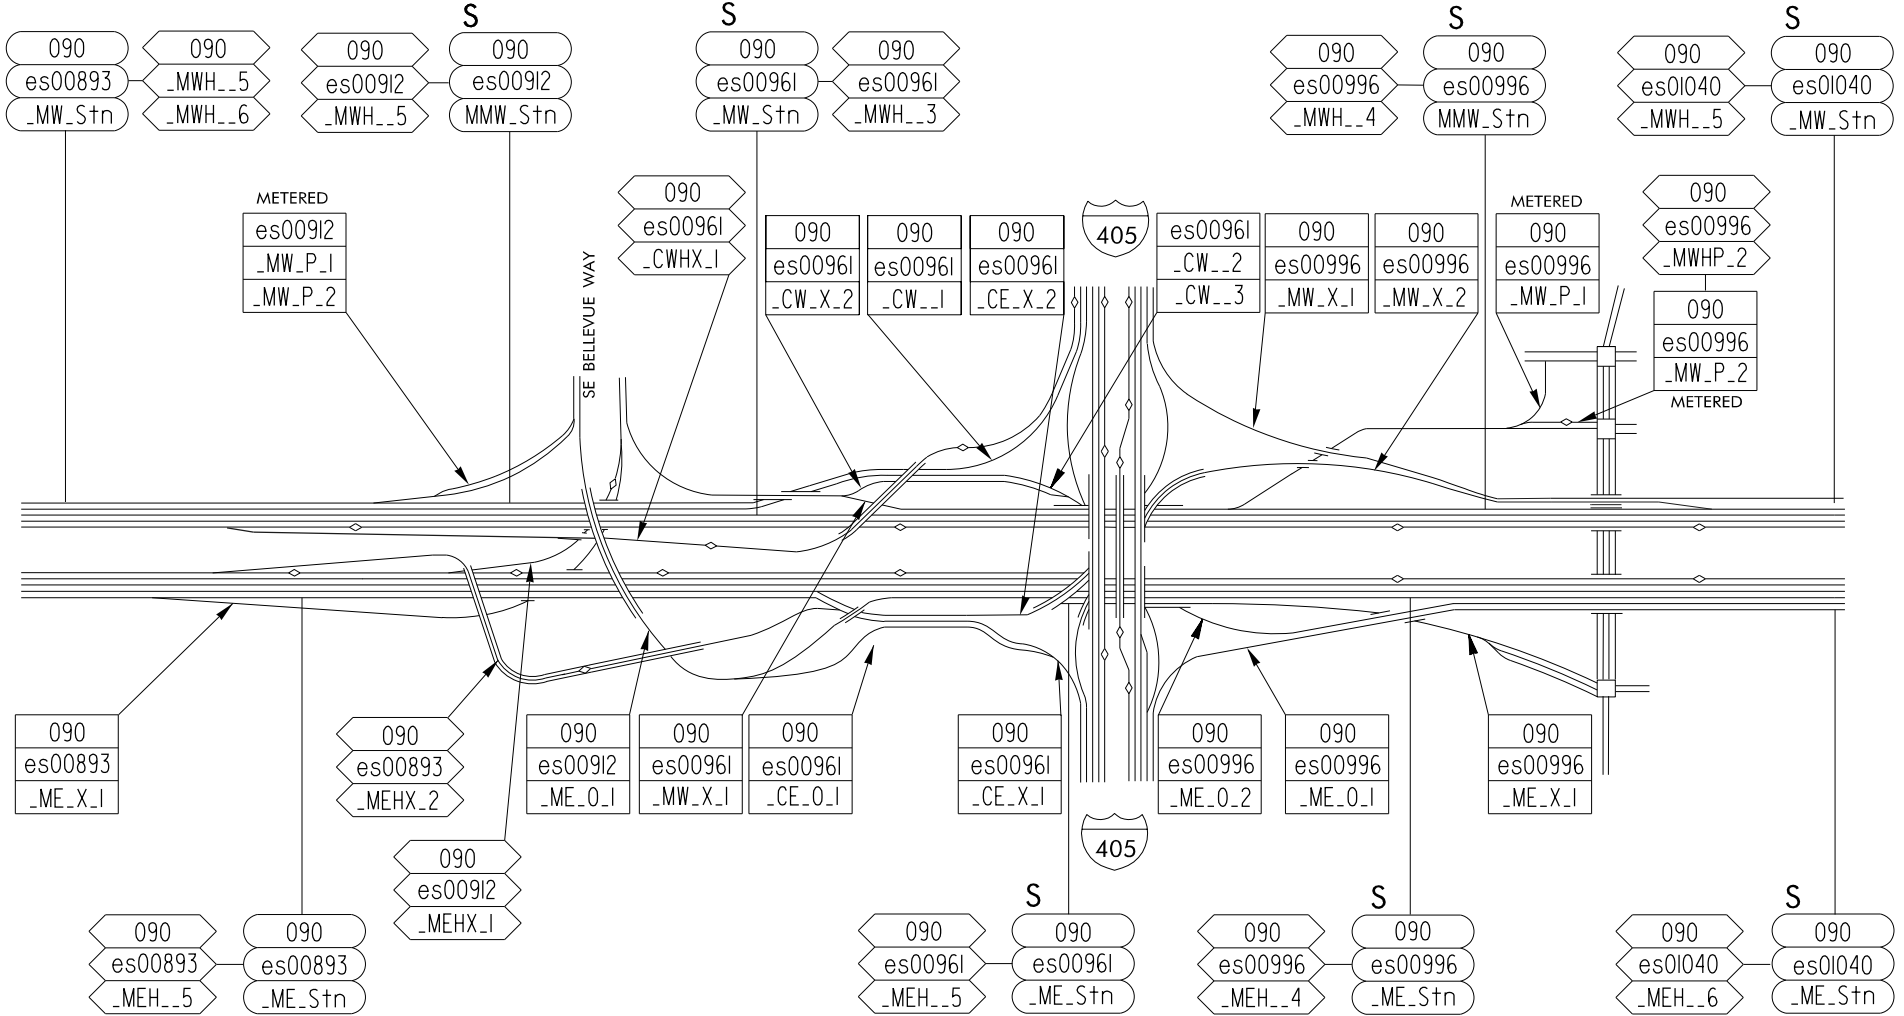 S
S
S
S
090
es00893
_MW_Stn
090
_MWH__5
_MWH__6
090
es00912
_MWH__5
090
es00912
MMW_Stn
090
es00961
_MW_Stn
090
es00961
_MWH__3
090
es00996
_MWH__4
090
es00996
MMW_Stn
090
es01040
_MWH__5
090
es01040
_MW_Stn
METERED
es00912
_MW_P_1
_MW_P_2
SE BELLEVUE WAY
090
es00961
_CWHX_1
090
es00961
_CW_X_2
090
es00961
_CW__1
090
es00961
_CE_X_2
405
es00961
_CW__2
_CW__3
090
es00996
_MW_X_1
090
es00996
_MW_X_2
METERED
090
es00996
_MW_P_1
090
es00996
_MWHP_2
090
es00996
_MW_P_2
METERED
090
es00893
_ME_X_1
090
es00893
_MEHX_2
090
es00912
_ME_O_1
090
es00961
_MW_X_1
090
es00961
_CE_O_1
090
es00961
_CE_X_1
405
090
es00996
_ME_O_2
090
es00996
_ME_O_1
090
es00996
_ME_X_1
090
es00912
_MEHX_1
S
S
S
090
es00893
_MEH__5
090
es00893
_ME_Stn
090
es00961
_MEH__5
090
es00961
_ME_Stn
090
es00996
_MEH__4
090
es00996
_ME_Stn
090
es01040
_MEH__6
090
es01040
_ME_Stn